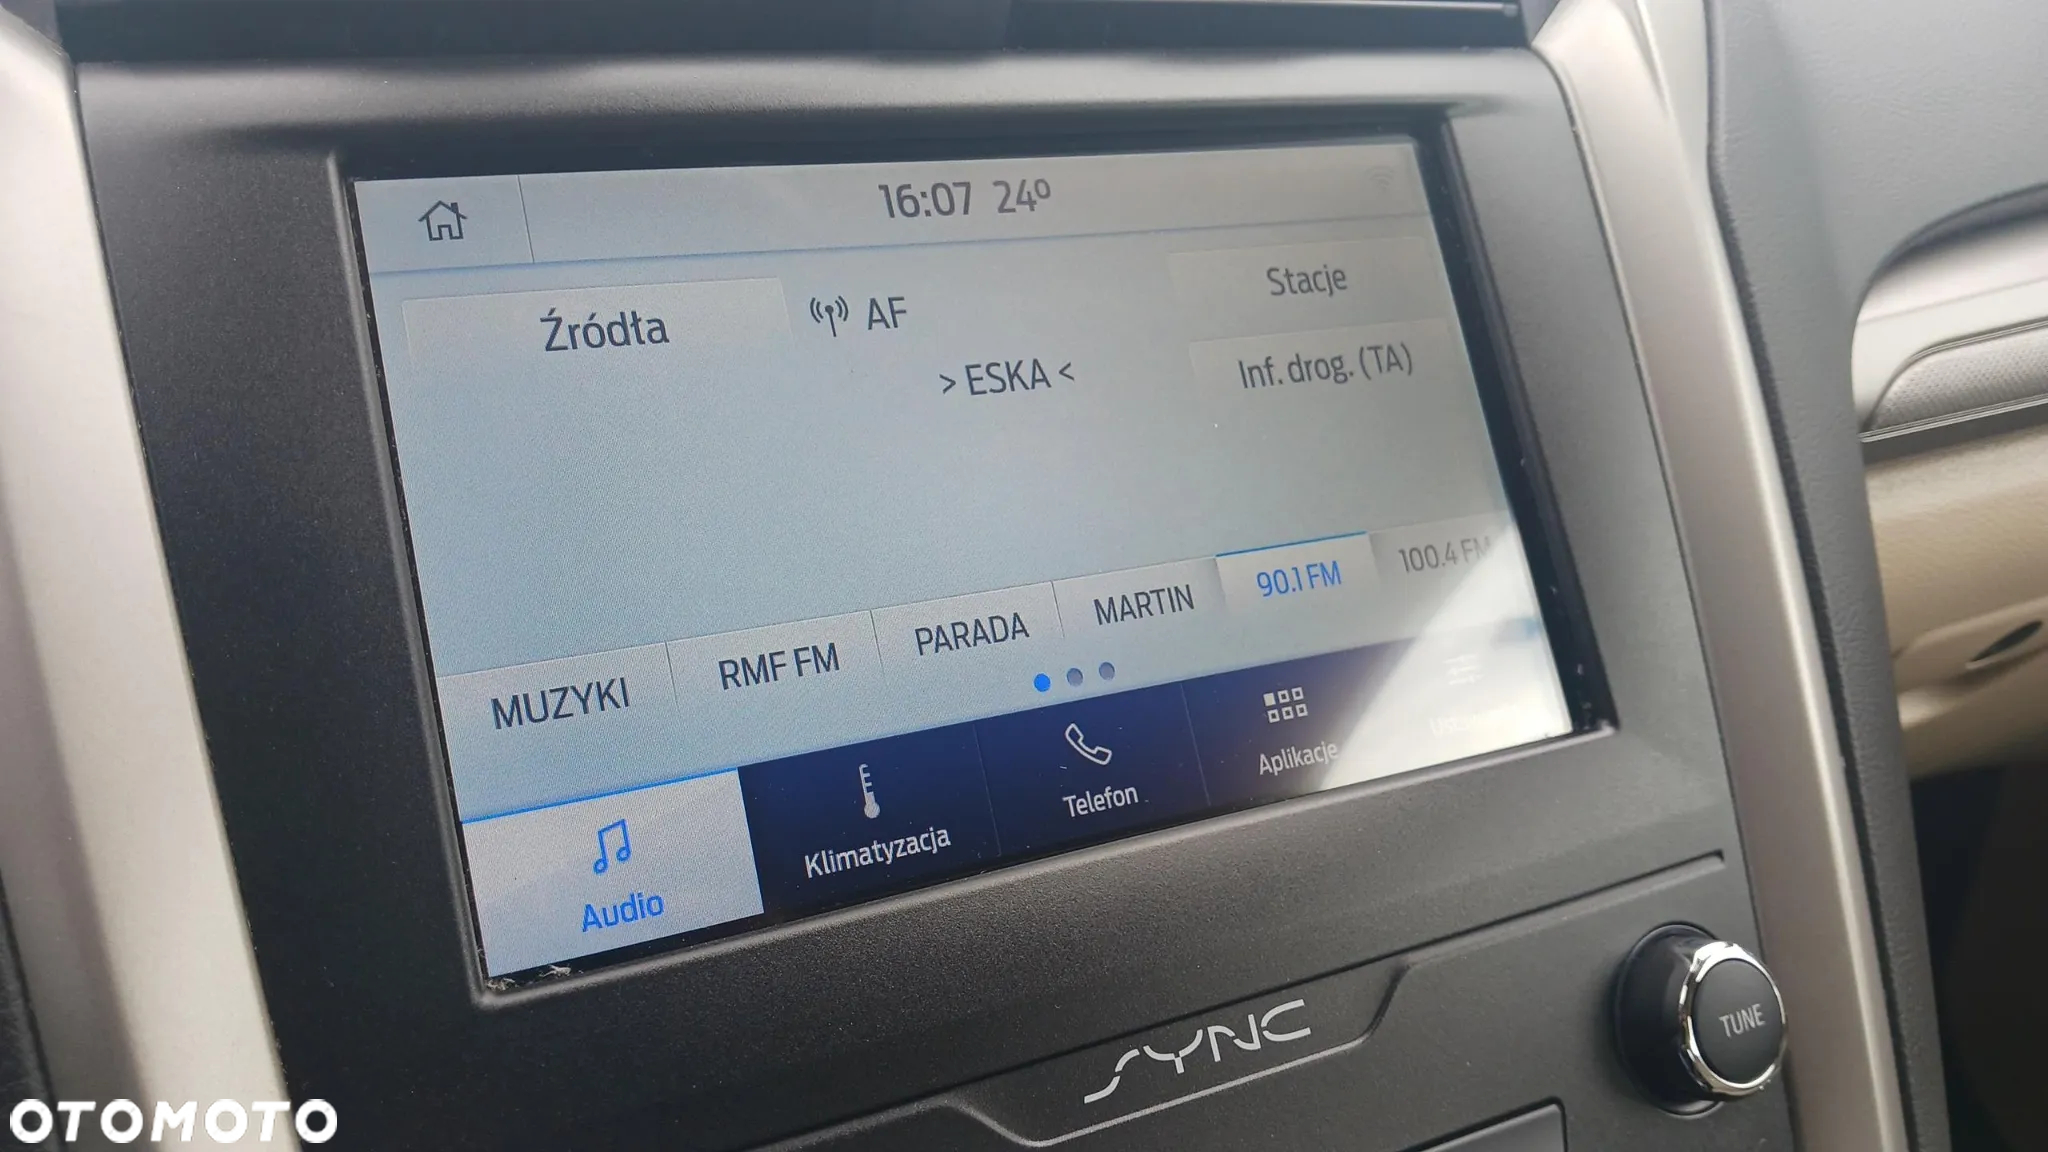 16:07 24º
Źródła
AF
Stacje
> ESKA <
Inf. drog. (TA)
MUZYKI
RMF FM
PARADA
MARTIN
90.1 FM
100.4 FM
Audio
Klimatyzacja
Telefon
Aplikacje
SYNC
TUNE
OTOMOTO